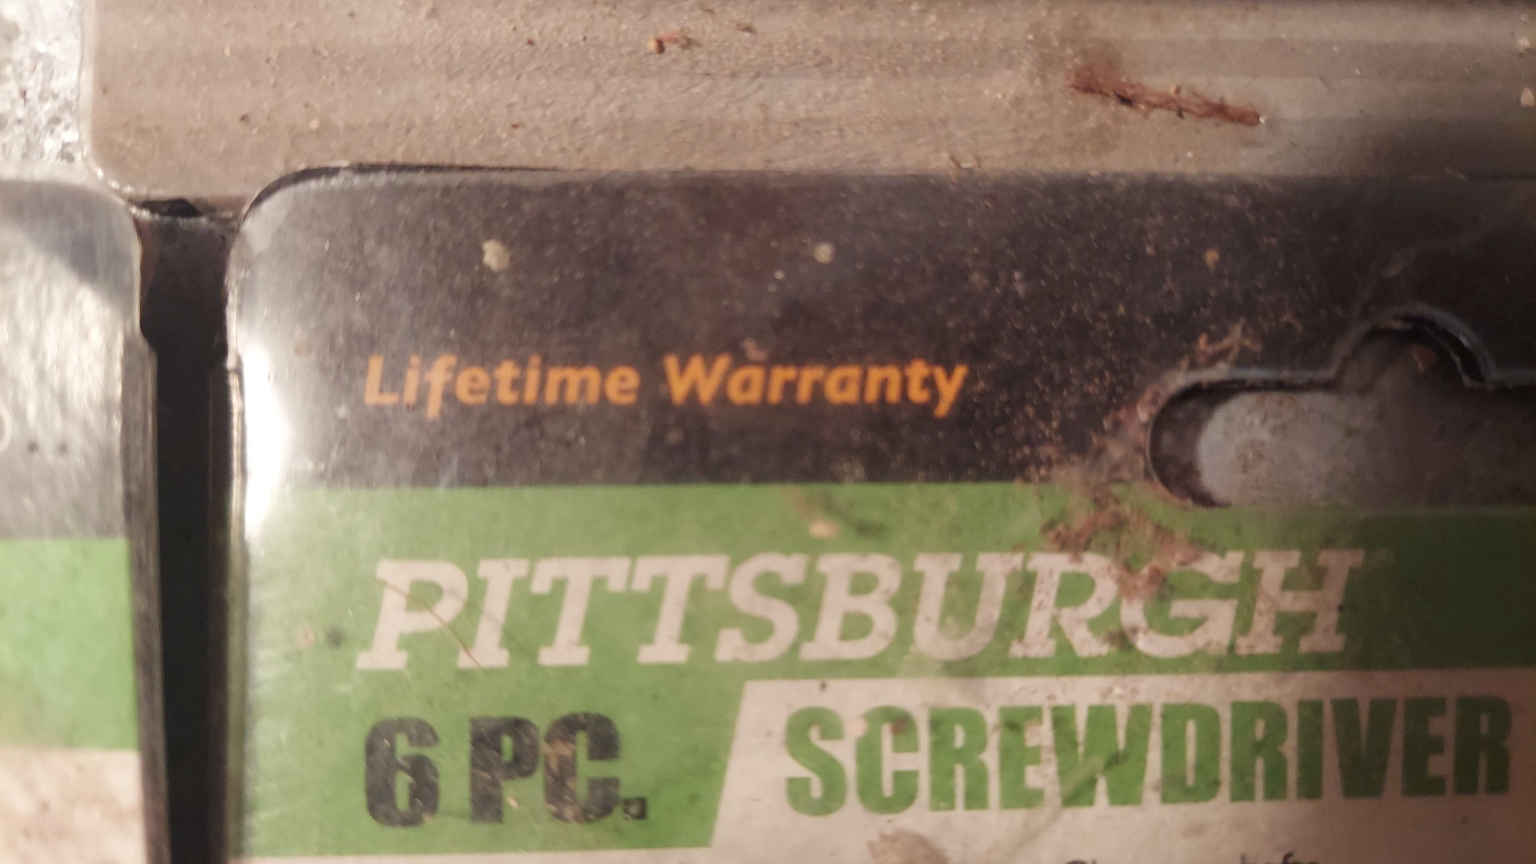 Lifetime Warranty
PITTSBURGH
6 PC. SCREWDRIVER